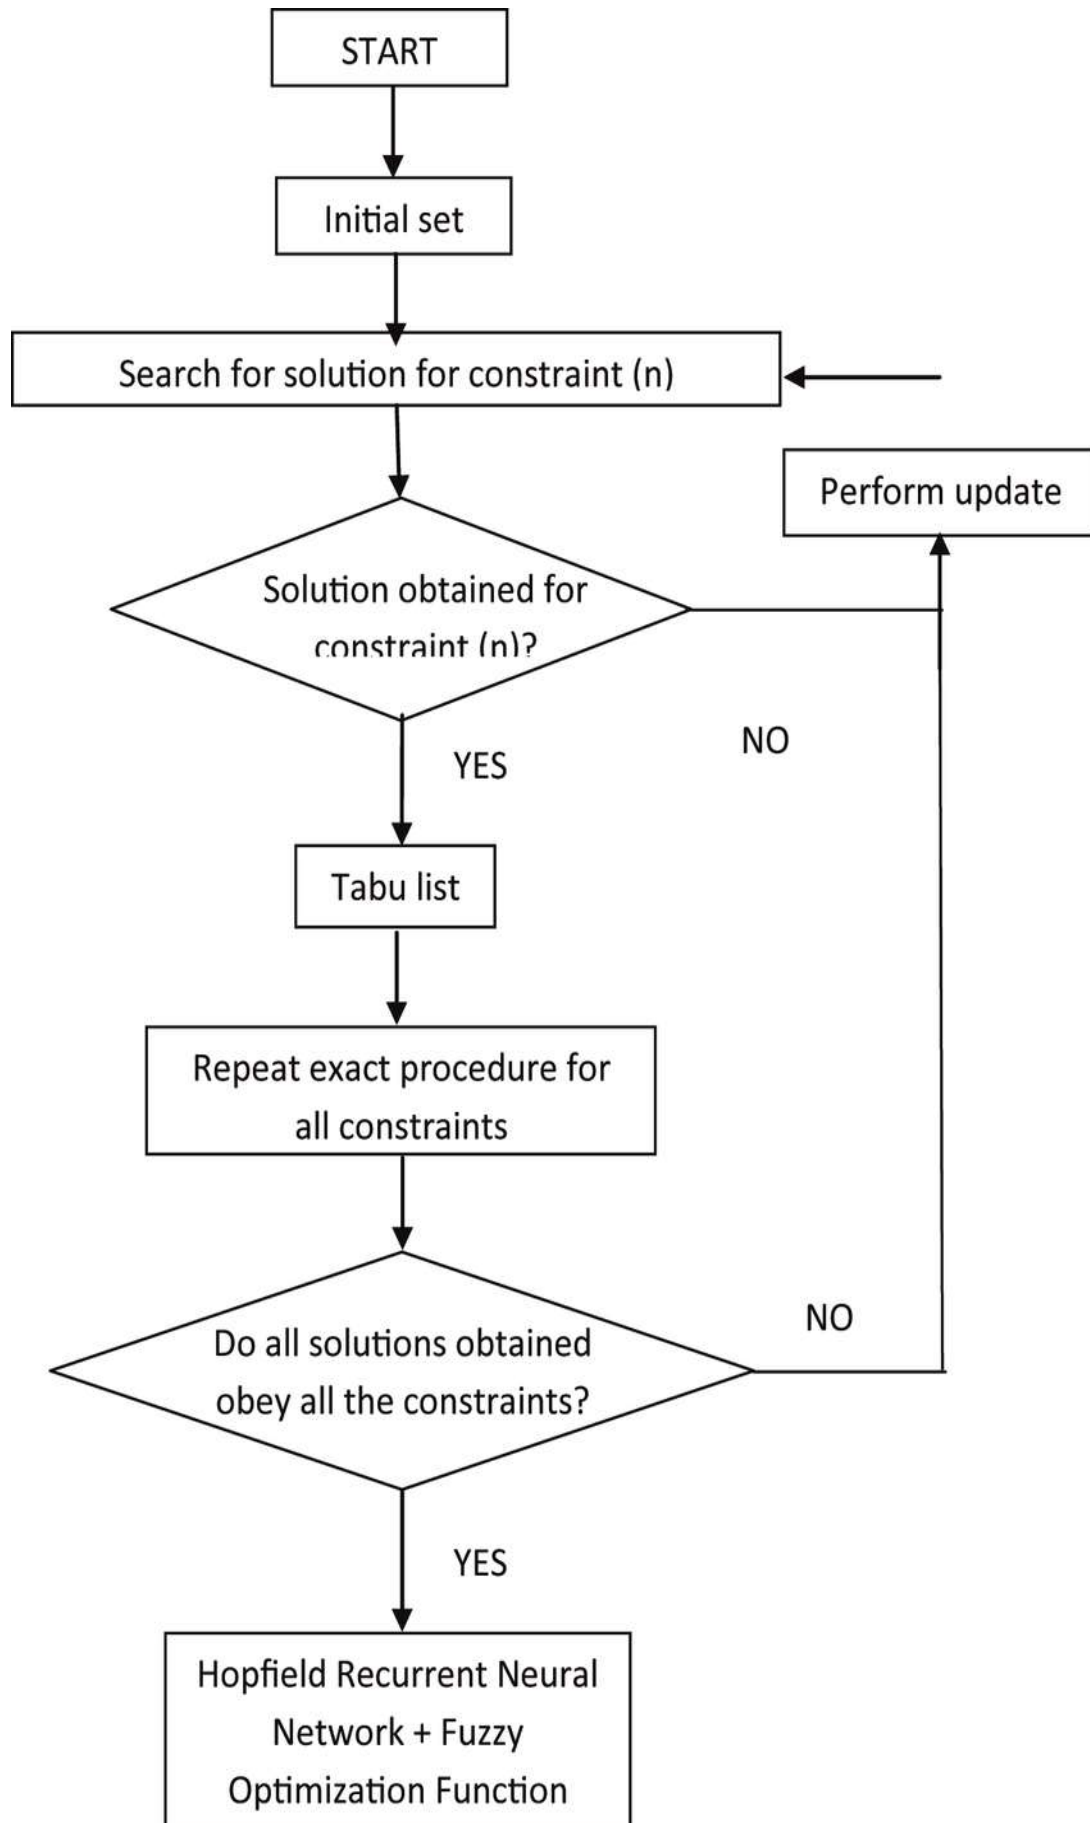 START
Initial set
Search for solution for constraint (n)
Perform update
Solution obtained for
constraint (n)?
NO
YES
Tabu list
Repeat exact procedure for
all constraints
NO
Do all solutions obtained
obey all the constraints?
YES
Hopfield Recurrent Neural
Network + Fuzzy
Optimization Function